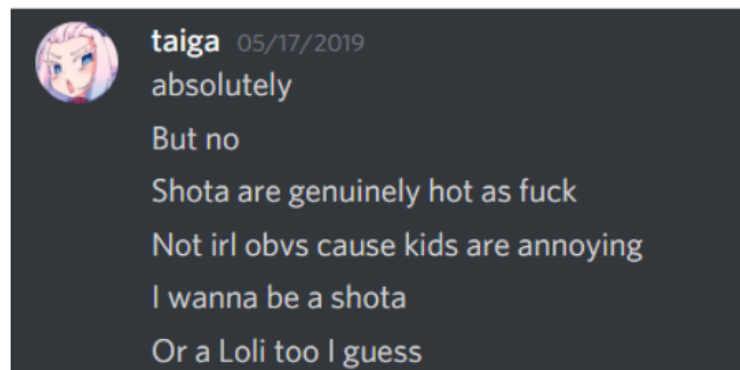 taiga 05/17/2019
absolutely
But no
Shota are genuinely hot as fuck
Not irl obvs cause kids are annoying
I wanna be a shota
Or a Loli too I guess